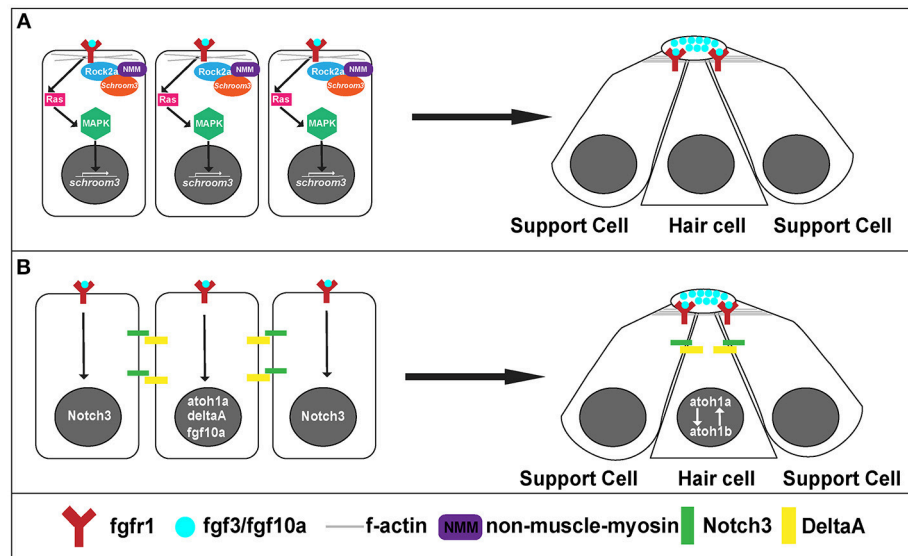 A
Rock2a NMM
Schroom3
Ras
MAPK
schroom3
Rock2a NMM
Schroom3
Ras
MAPK
schroom3
Rock2a NMM
Schroom3
Ras
MAPK
schroom3
Support Cell Hair cell Support Cell
B
Notch3
atoh1a
deltaA
fgf10a
Notch3
atoh1a
atoh1b
Support Cell Hair cell Support Cell
fgfr1 fgf3/fgf10a f-actin NMM non-muscle-myosin Notch3 DeltaA